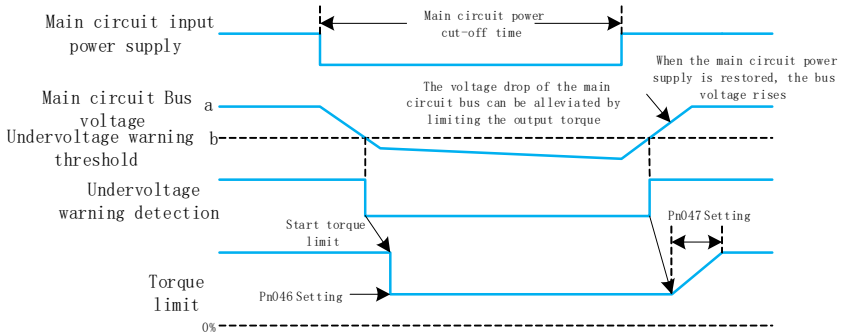 Main circuit input
power supply
Main circuit power
cut-off time
When the main circuit power
supply is restored, the bus
voltage rises
The voltage drop of the main
circuit bus can be alleviated by
limiting the output torque
Main circuit Bus
voltage
a
Undervoltage warning
threshold
b
Undervoltage
warning detection
Start torque
limit
Pn047 Setting
Torque
limit
Pn046 Setting
0%